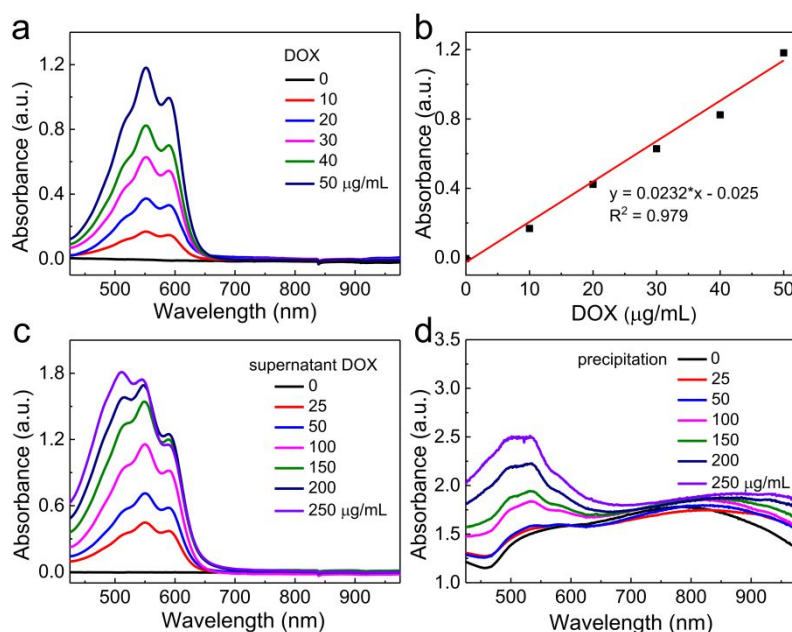 a
DOX
0
10
20
30
40
50 μg/mL
1.2
0.8
0.4
0.0
500 600 700 800 900
Wavelength (nm)
Absorbance (a.u.)
b
1.2
0.8
0.4
0.0
y = 0.0232*x - 0.025
R² = 0.979
0 10 20 30 40 50
DOX (μg/mL)
Absorbance (a.u.)
c
supernatant DOX
0
25
50
100
150
200
250 μg/mL
1.8
1.2
0.6
0.0
500 600 700 800 900
Wavelength (nm)
Absorbance (a.u.)
d
precipitation
0
25
50
100
150
200
250 μg/mL
3.5
3.0
2.5
2.0
1.5
1.0
500 600 700 800 900
Wavelength (nm)
Absorbance (a.u.)